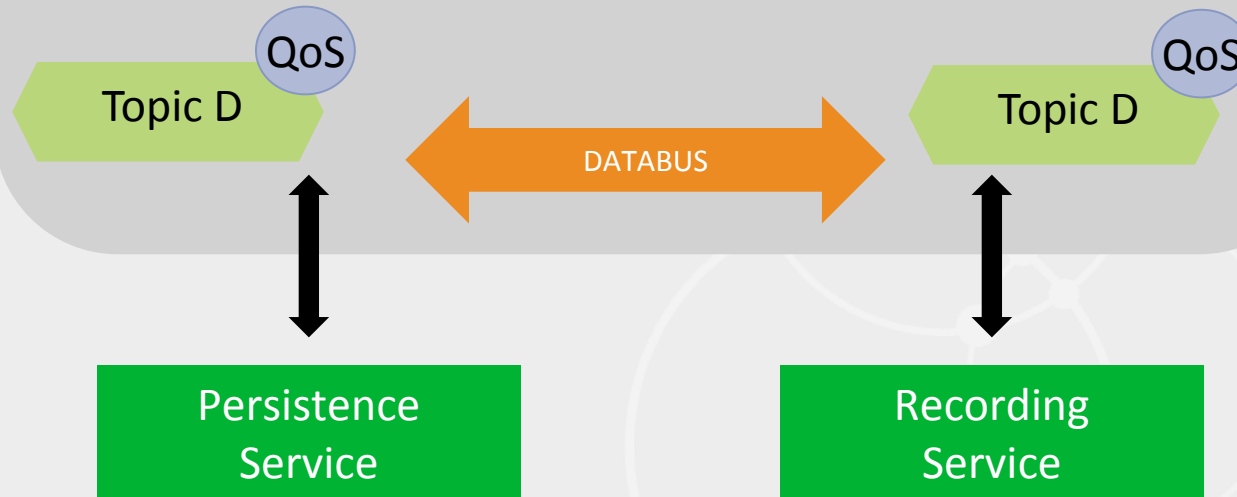 QoS
QoS
Topic D
Topic D
DATABUS
Persistence
Service
Recording
Service